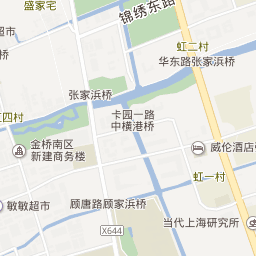 盛家宅
锦绣东路
超市
桥
虹二村
华东路张家浜桥
张家浜桥
四村
卡园一路
中横港桥
金桥南区
新建商务楼
威伦酒店
虹一村
敏敏超市
顾唐路顾家浜桥
当代上海研究所
X644